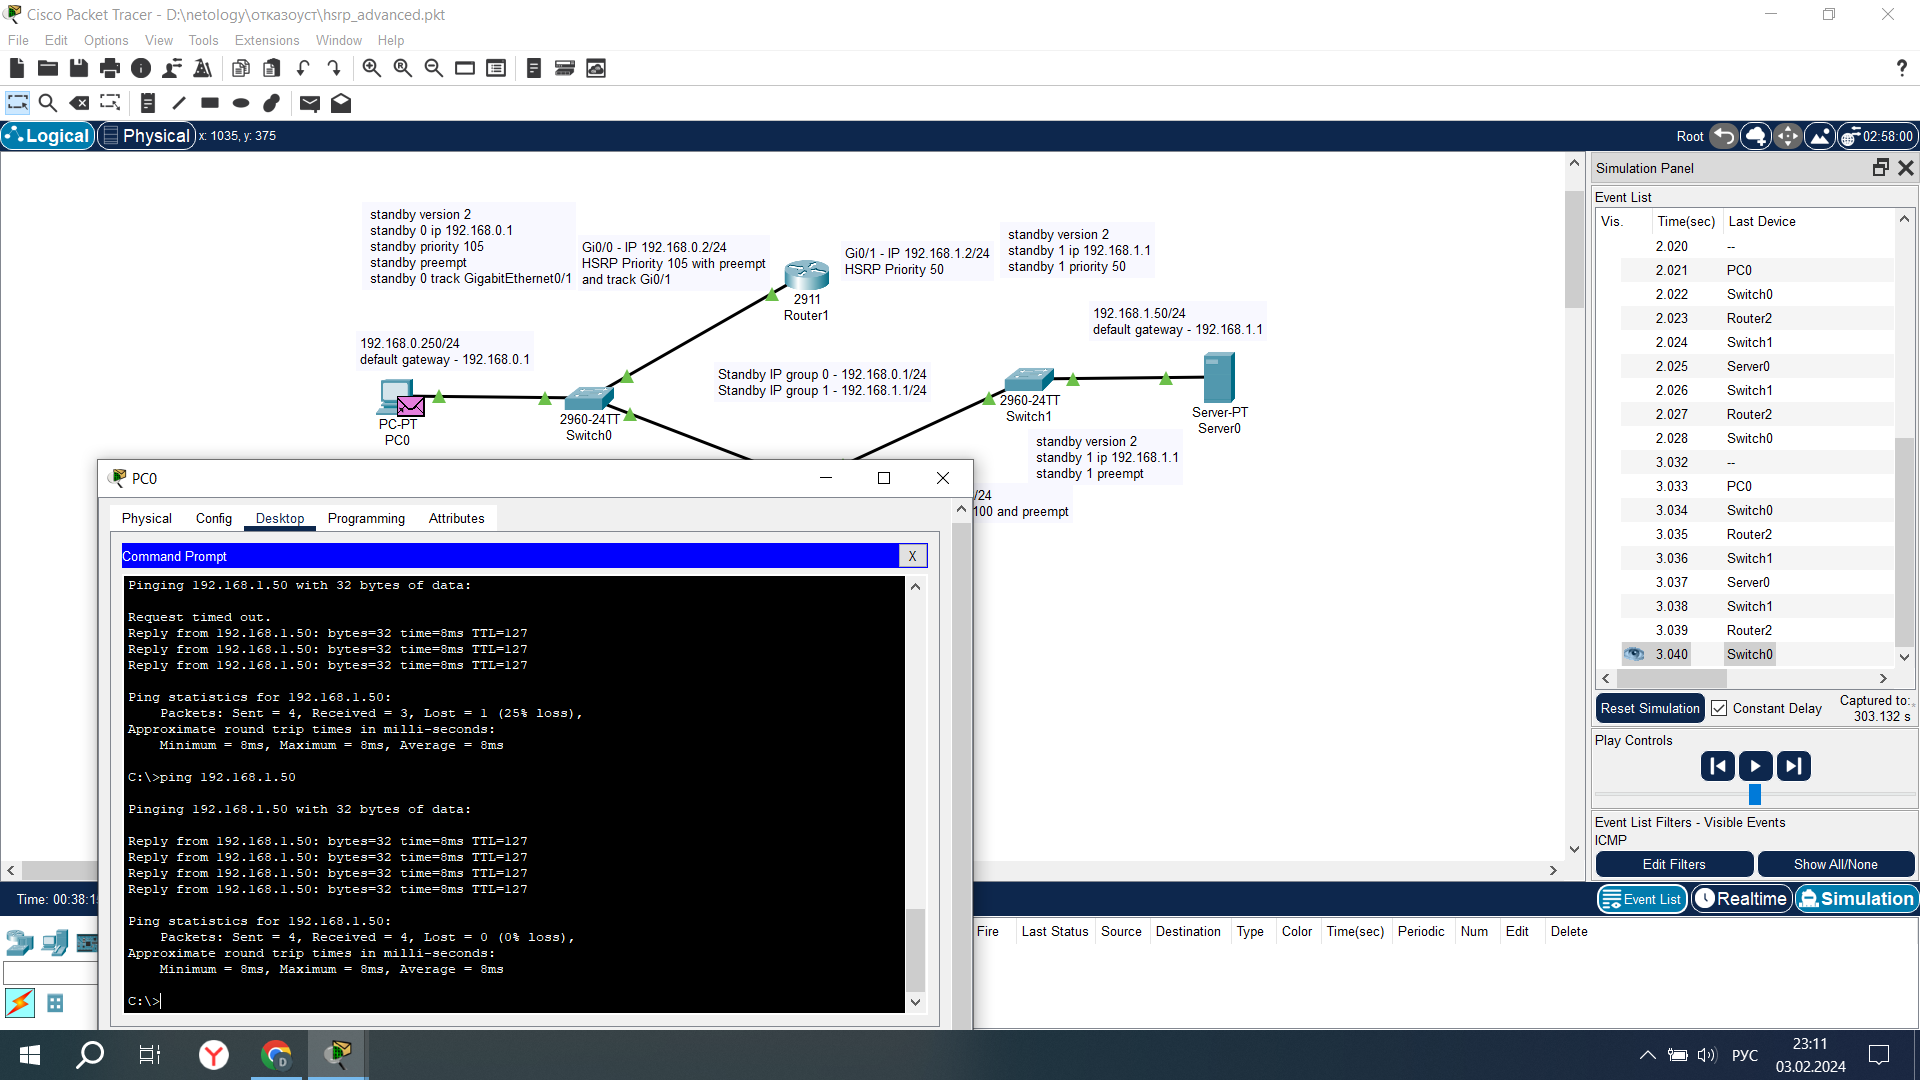 Cisco Packet Tracer - D:\netology\отказоуст\hsrp_advanced.pkt
File Edit Options View Tools Extensions Window Help
?
Logical Physical x: 1035, y: 375
Root 02:58:00
standby version 2
standby 0 ip 192.168.0.1
standby priority 105
standby preempt
standby 0 track GigabitEthernet0/1
Gi0/0 - IP 192.168.0.2/24
HSRP Priority 105 with preempt
and track Gi0/1
2911
Router1
Gi0/1 - IP 192.168.1.2/24
HSRP Priority 50
standby version 2
standby 1 ip 192.168.1.1
standby 1 priority 50
192.168.1.50/24
default gateway - 192.168.1.1
192.168.0.250/24
default gateway - 192.168.0.1
Standby IP group 0 - 192.168.0.1/24
Standby IP group 1 - 192.168.1.1/24
PC-PT
PC0
2960-24TT
Switch0
2960-24TT
Switch1
Server-PT
Server0
standby version 2
standby 1 ip 192.168.1.1
standby 1 preempt
/24
100 and preempt
PC0
Physical Config Desktop Programming Attributes
Command Prompt
X
Pinging 192.168.1.50 with 32 bytes of data:
Request timed out.
Reply from 192.168.1.50: bytes=32 time=8ms TTL=127
Reply from 192.168.1.50: bytes=32 time=8ms TTL=127
Reply from 192.168.1.50: bytes=32 time=8ms TTL=127
Ping statistics for 192.168.1.50:
Packets: Sent = 4, Received = 3, Lost = 1 (25% loss),
Approximate round trip times in milli-seconds:
Minimum = 8ms, Maximum = 8ms, Average = 8ms
C:\>ping 192.168.1.50
Pinging 192.168.1.50 with 32 bytes of data:
Reply from 192.168.1.50: bytes=32 time=8ms TTL=127
Reply from 192.168.1.50: bytes=32 time=8ms TTL=127
Reply from 192.168.1.50: bytes=32 time=8ms TTL=127
Reply from 192.168.1.50: bytes=32 time=8ms TTL=127
Ping statistics for 192.168.1.50:
Packets: Sent = 4, Received = 4, Lost = 0 (0% loss),
Approximate round trip times in milli-seconds:
Minimum = 8ms, Maximum = 8ms, Average = 8ms
C:\>
Simulation Panel
Event List
Vis. Time(sec) Last Device
2.020 --
2.021 PC0
2.022 Switch0
2.023 Router2
2.024 Switch1
2.025 Server0
2.026 Switch1
2.027 Router2
2.028 Switch0
3.032 --
3.033 PC0
3.034 Switch0
3.035 Router2
3.036 Switch1
3.037 Server0
3.038 Switch1
3.039 Router2
3.040 Switch0
Reset Simulation Constant Delay Captured to:
303.132 s
Play Controls
Event List Filters - Visible Events
ICMP
Edit Filters Show All/None
Time: 00:38:1
Event List Realtime Simulation
Fire Last Status Source Destination Type Color Time(sec) Periodic Num Edit Delete
РУС
23:11
03.02.2024